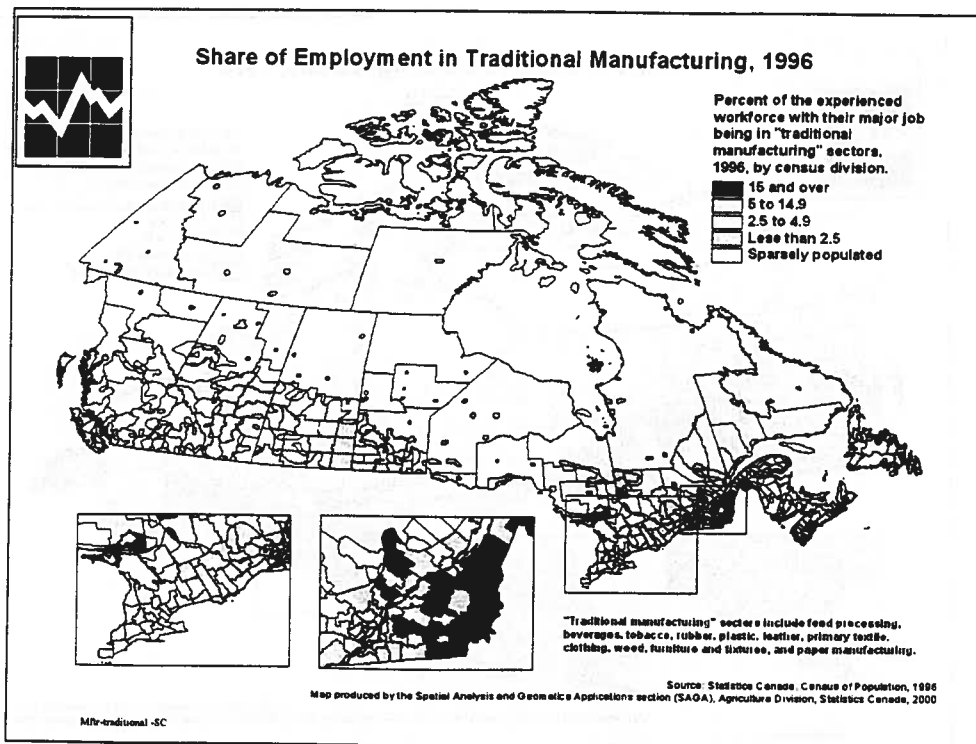 Share of Employment in Traditional Manufacturing, 1996
Percent of the experienced
workforce with their major job
being in "traditional
manufacturing" sectors,
1996, by census division.
15 and over
5 to 14.9
2.5 to 4.9
Less than 2.5
Sparsely populated
"Traditional manufacturing" sectors include food processing,
beverages, tobacco, rubber, plastic, leather, primary textile,
clothing, wood, furniture and fixtures, and paper manufacturing.
Source: Statistics Canada, Census of Population, 1996
Map produced by the Spatial Analysis and Geomatics Applications section (SAGA), Agriculture Division, Statistics Canada, 2000
Mftr-traditional -SC